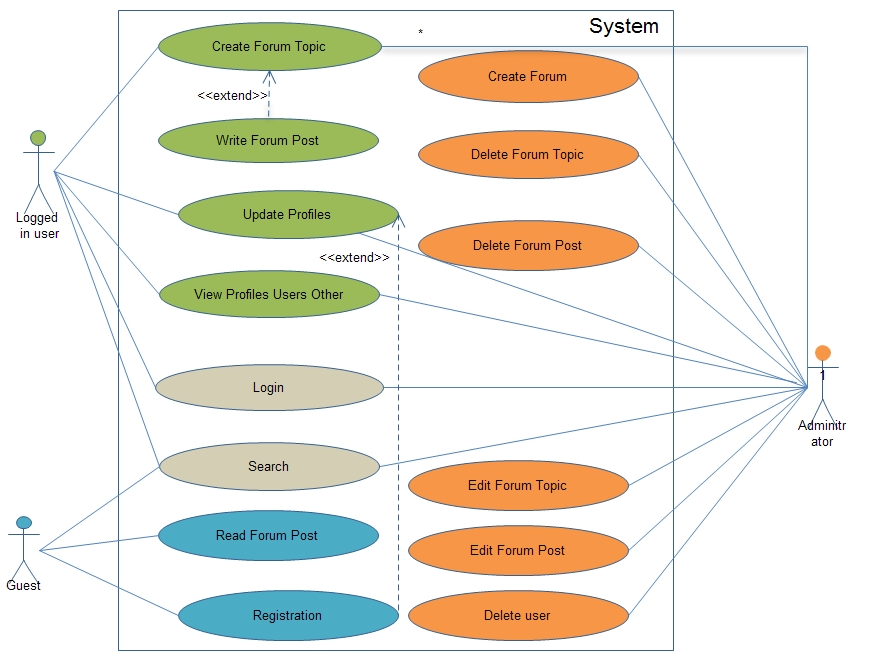 System
Create Forum Topic
*
Create Forum
<<extend>>
Write Forum Post
Delete Forum Topic
Logged
in user
Update Profiles
Delete Forum Post
<<extend>>
View Profiles Users Other
1
Login
Adminitr
ator
Search
Edit Forum Topic
Read Forum Post
Edit Forum Post
Guest
Registration
Delete user